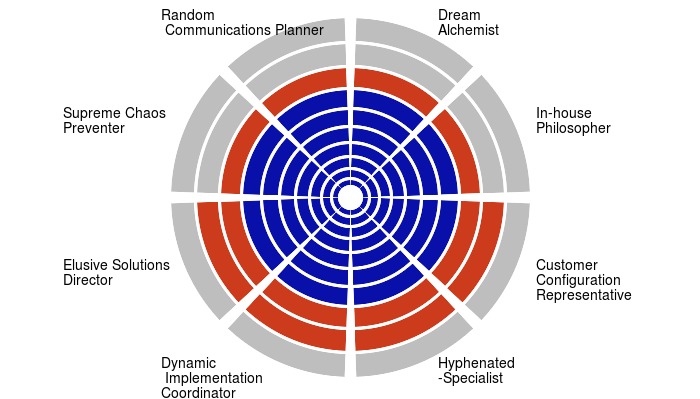 Random
Communications Planner
Dream
Alchemist
Supreme Chaos
Preventer
In-house
Philosopher
Elusive Solutions
Director
Customer
Configuration
Representative
Dynamic
Implementation
Coordinator
Hyphenated
-Specialist